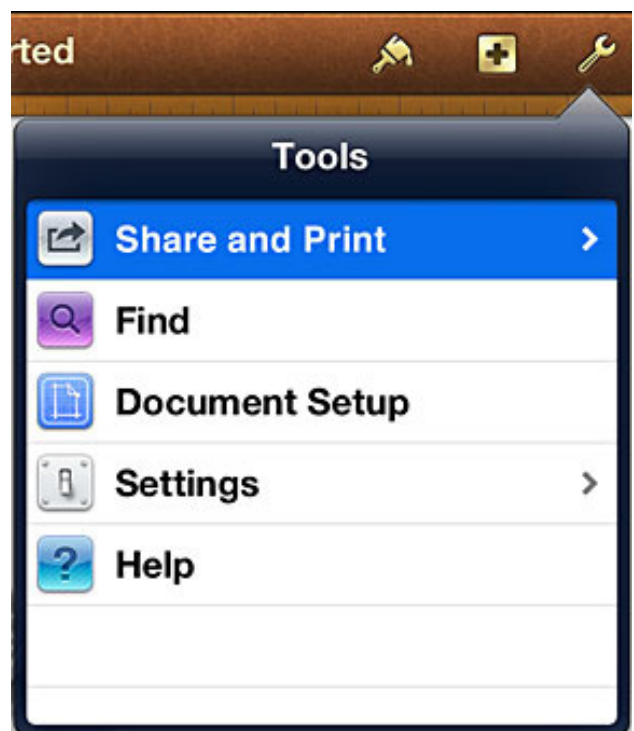 rted
Tools
Share and Print
Find
Document Setup
Settings
Help